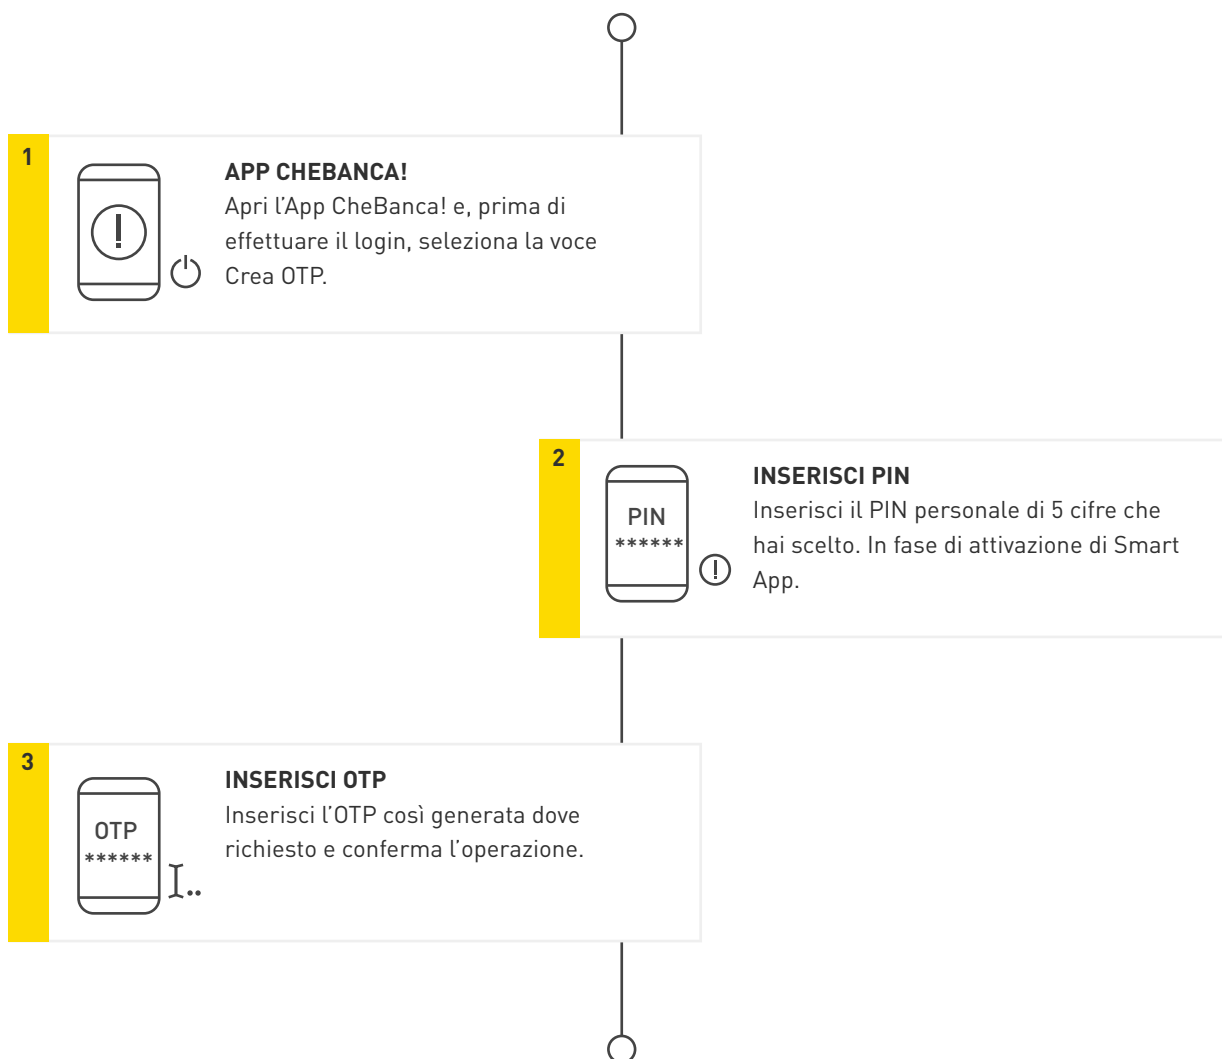 1
APP CHEBANCA!
Apri l’App CheBanca! e, prima di
effettuare il login, seleziona la voce
Crea OTP.
2
PIN
******
INSERISCI PIN
Inserisci il PIN personale di 5 cifre che
hai scelto. In fase di attivazione di Smart
App.
3
OTP
******
INSERISCI OTP
Inserisci l’OTP così generata dove
richiesto e conferma l’operazione.